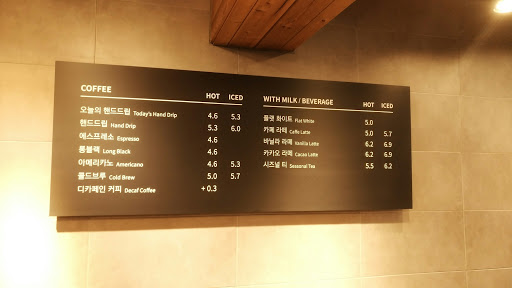 COFFEE HOT ICED
오늘의 핸드드립 Today's Hand Drip 4.6 5.3
핸드드립 Hand Drip 5.3 6.0
에스프레소 Espresso 4.6
롱블랙 Long Black 4.6
아메리카노 Americano 4.6 5.3
콜드브루 Cold Brew 5.0 5.7
디카페인 커피 Decaf Coffee +0.3
WITH MILK / BEVERAGE HOT ICED
플랫 화이트 Flat White 5.0
카페 라떼 Caffe Latte 5.0 5.7
바닐라 라떼 Vanilla Latte 6.2 6.9
카카오 라떼 Cacao Latte 6.2 6.9
시즈널 티 Seasonal Tea 5.5 6.2